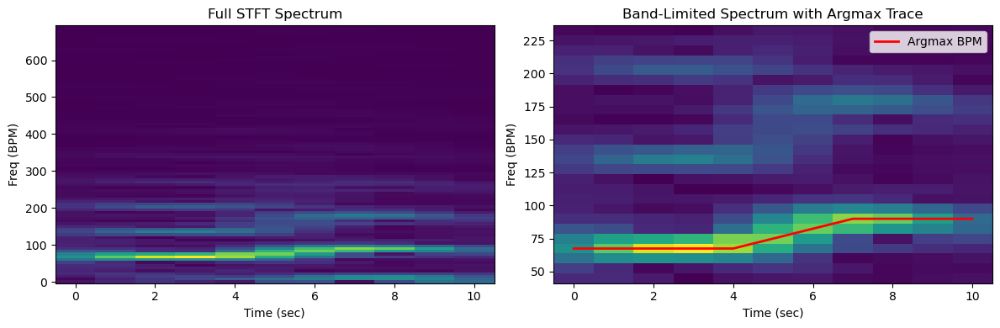 Full STFT Spectrum
Freq (BPM)
600
500
400
300
200
100
0
0 2 4 6 8 10
Time (sec)
Band-Limited Spectrum with Argmax Trace
Argmax BPM
Freq (BPM)
225
200
175
150
125
100
75
50
0 2 4 6 8 10
Time (sec)